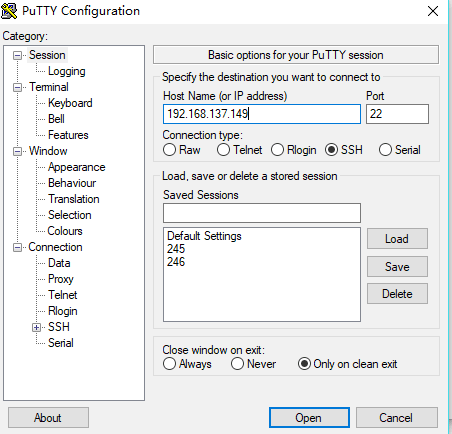 PuTTY Configuration
Category:
Session
Logging
Terminal
Keyboard
Bell
Features
Window
Appearance
Behaviour
Translation
Selection
Colours
Connection
Data
Proxy
Telnet
Rlogin
SSH
Serial
Basic options for your PuTTY session
Specify the destination you want to connect to
Host Name (or IP address) Port
192.168.137.149 22
Connection type:
Raw Telnet Rlogin SSH Serial
Load, save or delete a stored session
Saved Sessions
Default Settings
245
246
Load
Save
Delete
Close window on exit:
Always Never Only on clean exit
About Open Cancel